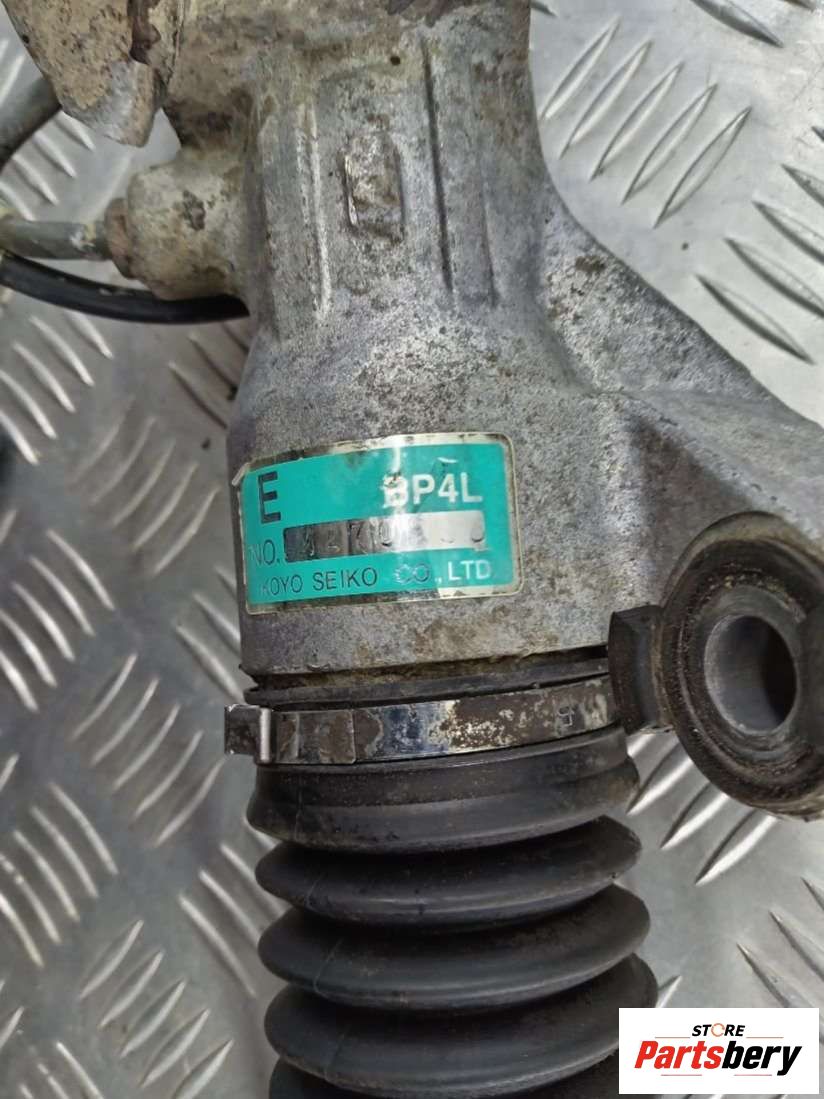 E BP4L
NO.
KOYO SEIKO CO., LTD
STORE
Partsbery